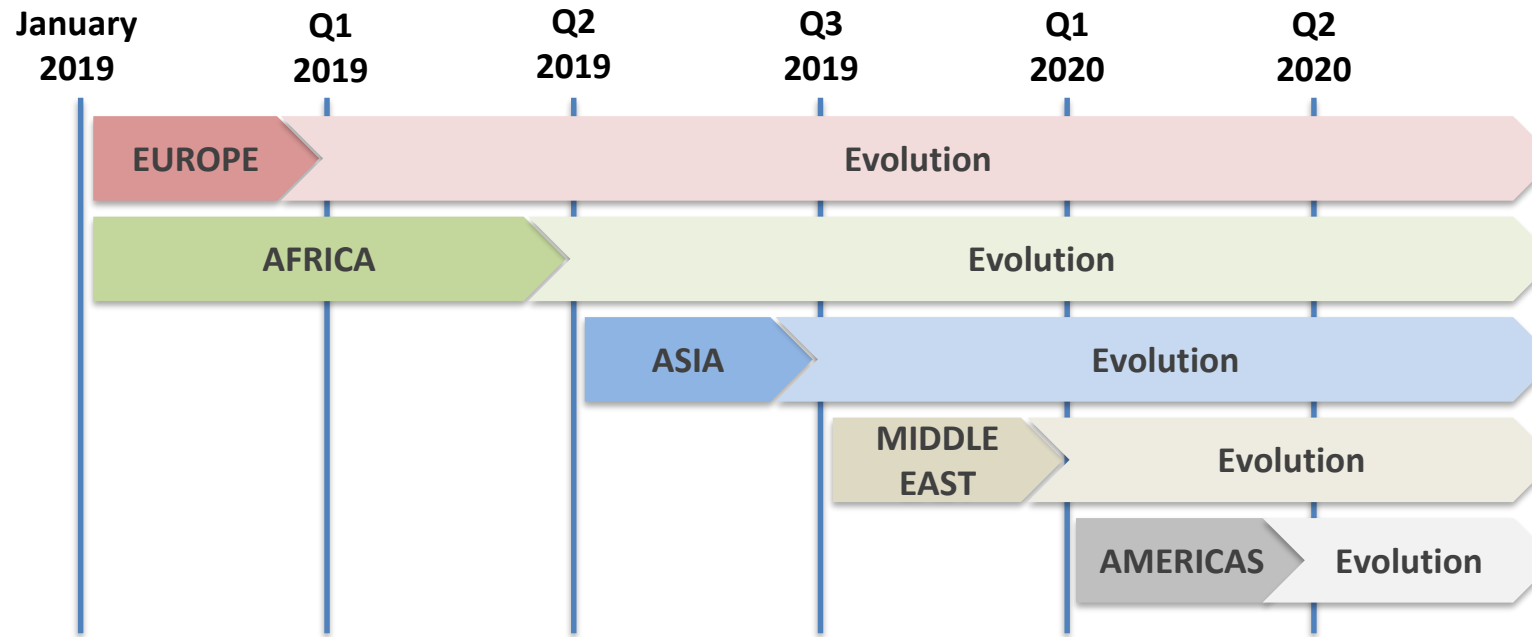 January
2019
Q1
2019
Q2
2019
Q3
2019
Q1
2020
Q2
2020
EUROPE
Evolution
AFRICA
Evolution
ASIA
Evolution
MIDDLE
EAST
Evolution
AMERICAS
Evolution